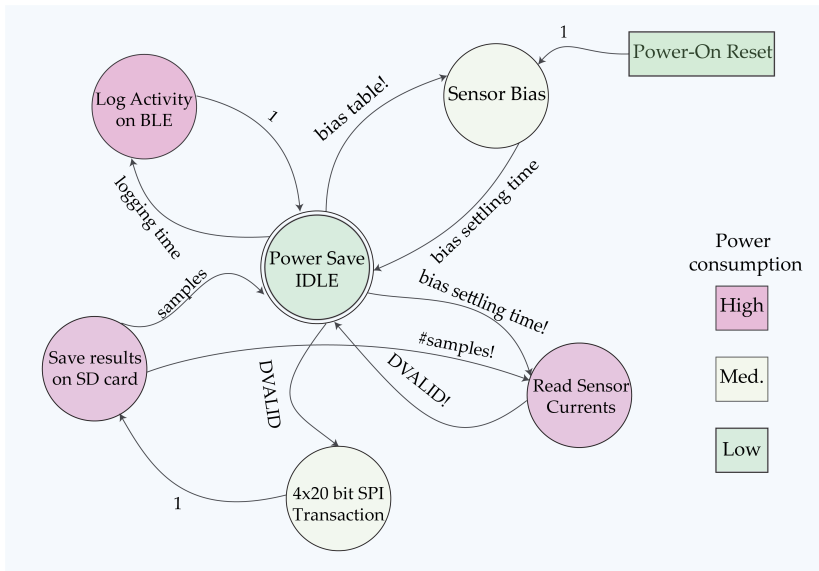 1
Power-On Reset
Log Activity
on BLE
1
bias table!
Sensor Bias
logging time
bias settling time
Power Save
IDLE
Power
consumption
High
samples
bias settling time!
Save results
on SD card
#samples!
DVALID
DVALID!
Read Sensor
Currents
Med.
Low
1
4x20 bit SPI
Transaction